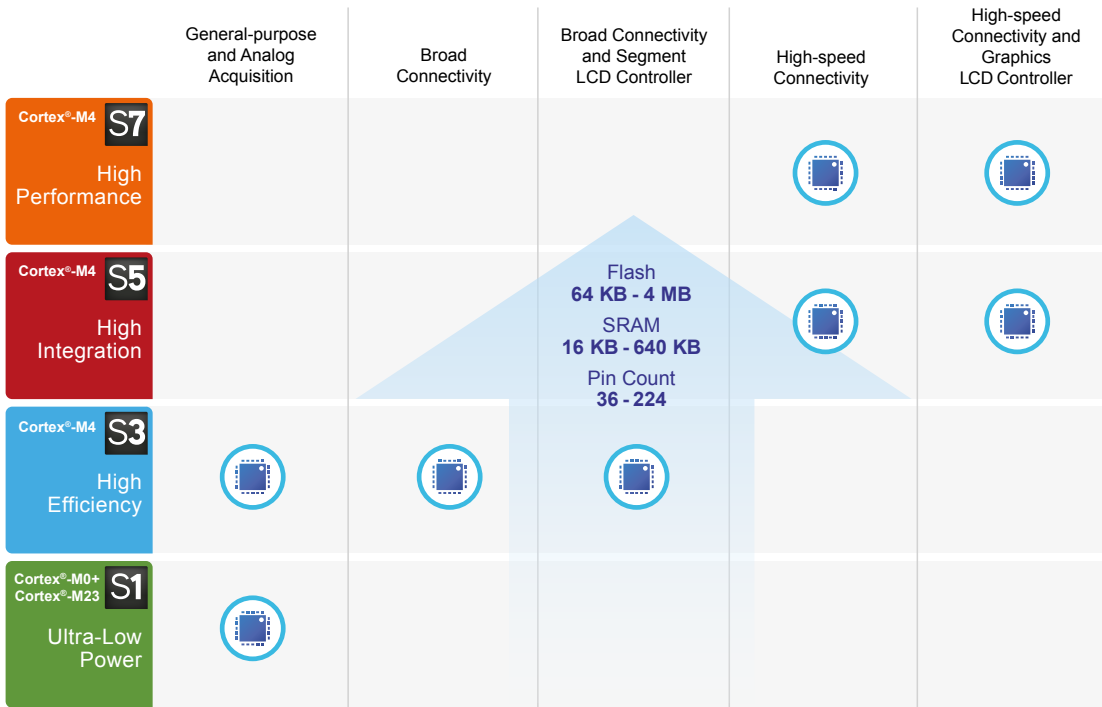 General-purpose
and Analog
Acquisition
Broad
Connectivity
Broad Connectivity
and Segment
LCD Controller
High-speed
Connectivity
High-speed
Connectivity and
Graphics
LCD Controller
Cortex®-M4 S7
High
Performance
Cortex®-M4 S5
High
Integration
Flash
64 KB - 4 MB
SRAM
16 KB - 640 KB
Pin Count
36 - 224
Cortex®-M4 S3
High
Efficiency
Cortex®-M0+
Cortex®-M23 S1
Ultra-Low
Power